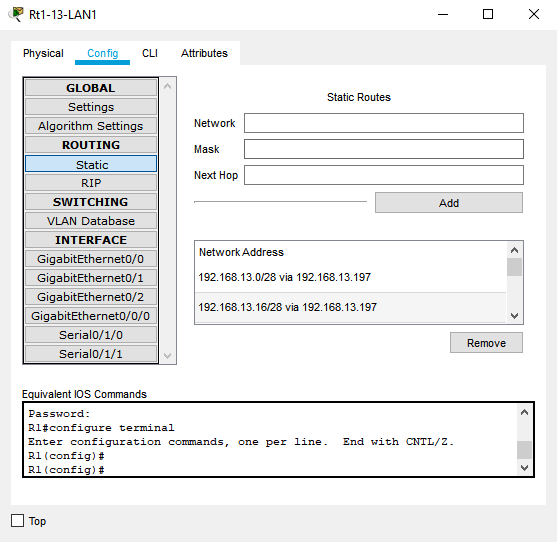 Rt1-13-LAN1
Physical Config CLI Attributes
GLOBAL
Settings
Algorithm Settings
ROUTING
Static
RIP
SWITCHING
VLAN Database
INTERFACE
GigabitEthernet0/0
GigabitEthernet0/1
GigabitEthernet0/2
GigabitEthernet0/0/0
Serial0/1/0
Serial0/1/1
Static Routes
Network
Mask
Next Hop
Add
Network Address
192.168.13.0/28 via 192.168.13.197
192.168.13.16/28 via 192.168.13.197
Remove
Equivalent IOS Commands
Password:
R1#configure terminal
Enter configuration commands, one per line.  End with CNTL/Z.
R1(config)#
R1(config)#
Top